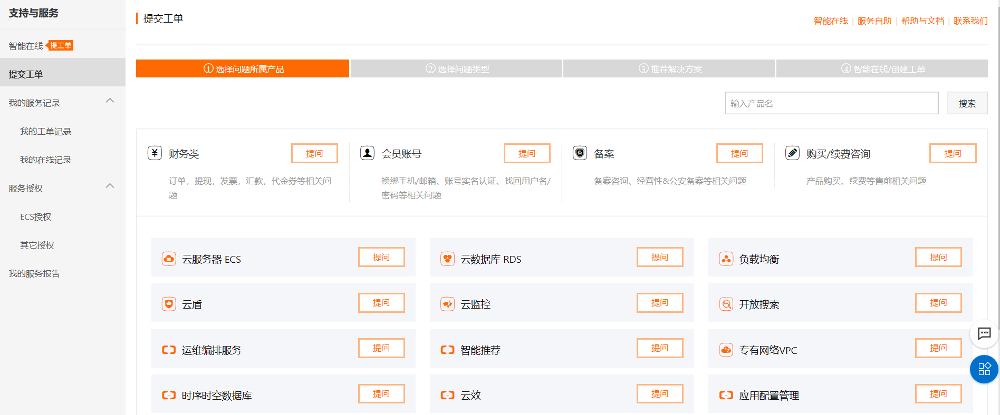 支持与服务
智能在线 提工单
提交工单
我的服务记录
我的工单记录
我的在线记录
服务授权
ECS授权
其它授权
我的服务报告
提交工单
智能在线 | 服务自助 | 帮助与文档 | 联系我们
① 选择问题所属产品
② 选择问题类型
③ 推荐解决方案
④ 智能在线/创建工单
输入产品名
搜索
财务类
提问
订单，提现，发票，汇款，代金券等相关问
题
会员账号
提问
换绑手机/邮箱、账号实名认证、找回用户名/
密码等相关问题
备案
提问
备案咨询、经营性&公安备案等相关问题
购买/续费咨询
提问
产品购买、续费等售前相关问题
云服务器 ECS
提问
云数据库 RDS
提问
负载均衡
提问
云盾
提问
云监控
提问
开放搜索
提问
运维编排服务
提问
智能推荐
提问
专有网络VPC
提问
时序时空数据库
提问
云效
提问
应用配置管理
提问